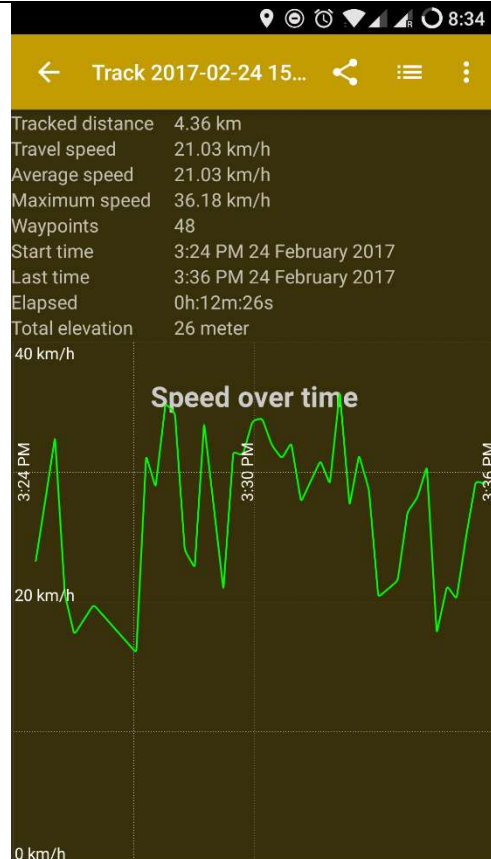 8:34
Track 2017-02-24 15...
Tracked distance 4.36 km
Travel speed 21.03 km/h
Average speed 21.03 km/h
Maximum speed 36.18 km/h
Waypoints 48
Start time 3:24 PM 24 February 2017
Last time 3:36 PM 24 February 2017
Elapsed 0h:12m:26s
Total elevation 26 meter
40 km/h
Speed over time
3:24 PM
3:30 PM
3:36 PM
20 km/h
0 km/h